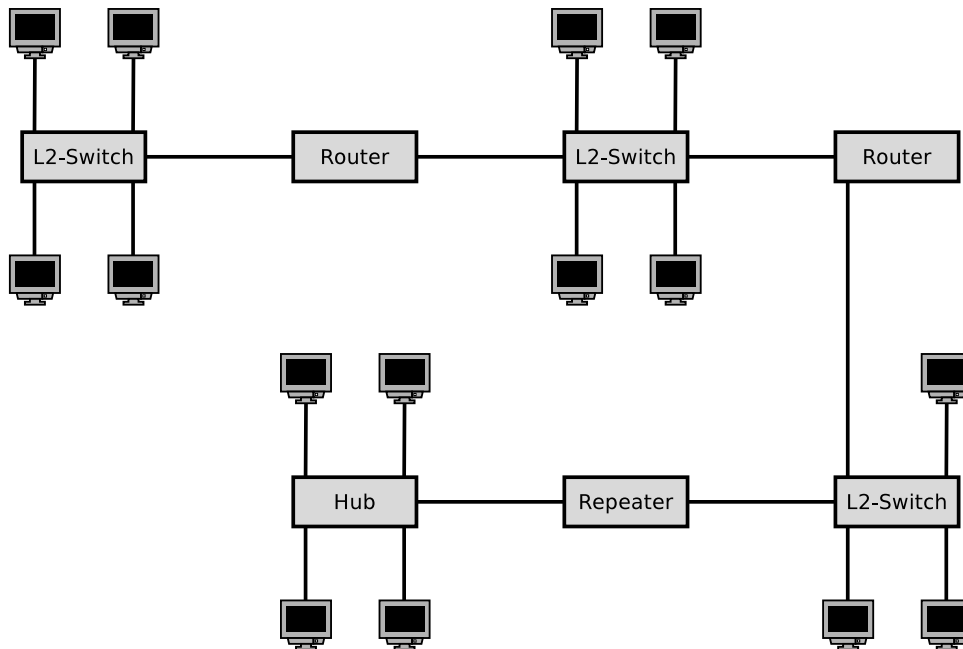 L2-Switch
Router
L2-Switch
Router
Hub
Repeater
L2-Switch